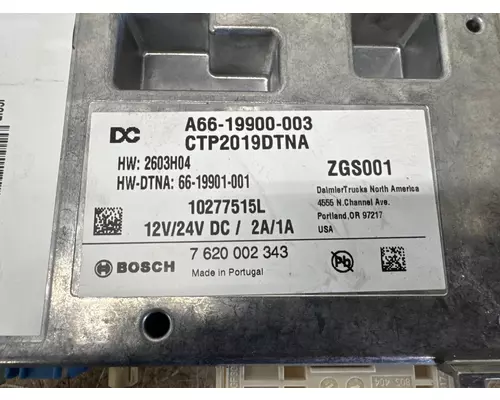 DC
A66-19900-003
CTP2019DTNA
HW: 2603H04
HW-DTNA: 66-19901-001
ZGS001
10277515L
12V/24V DC / 2A/1A
DaimlerTrucks North America
4555 N.Channel Ave.
Portland,OR 97217
USA
BOSCH
7 620 002 343
Made in Portugal
Pb